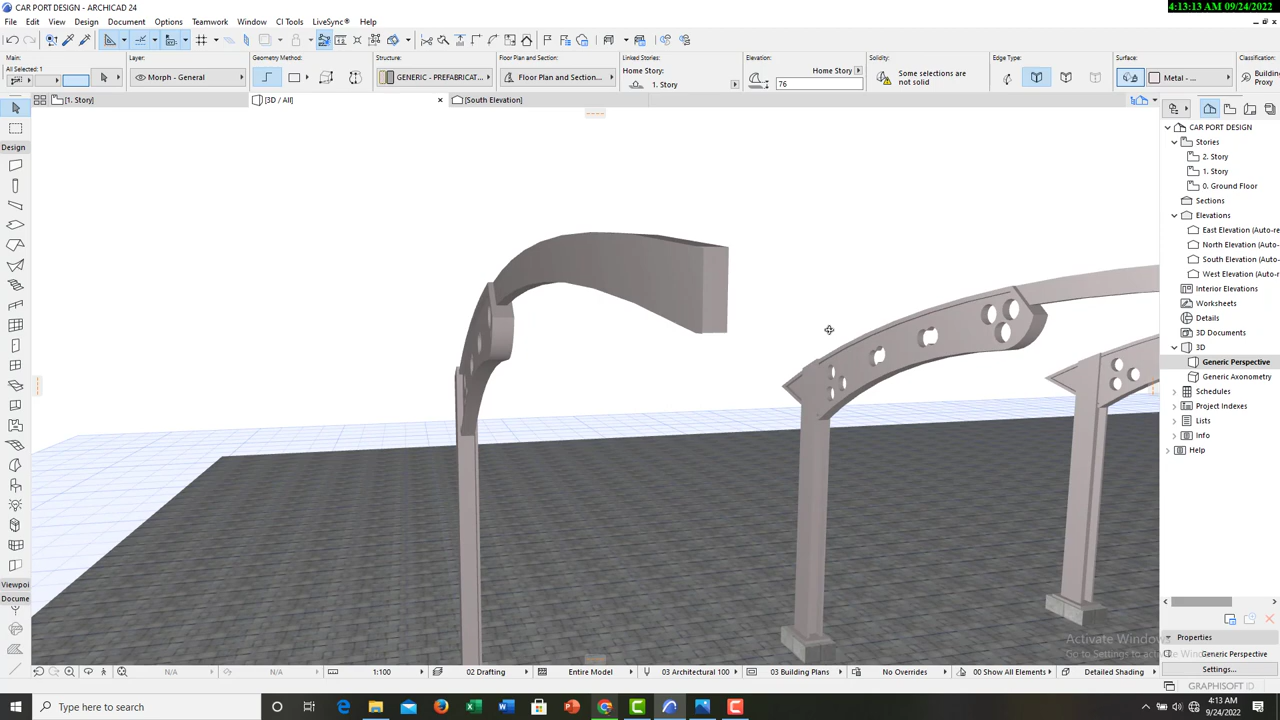 CAR PORT DESIGN - ARCHICAD 24
4:13:13 AM 09/24/2022
File Edit View Design Document Options Teamwork Window CI Tools LiveSync® Help
Main:
All Selected: 1
Layer:
Morph - General
Geometry Method:
Structure:
GENERIC - PREFABRICAT...
Floor Plan and Section:
Floor Plan and Section...
Linked Stories:
Home Story:
1. Story
Elevation:
Home Story
76
Solidity:
Some selections are
not solid
Edge Type:
Surface:
Metal - ...
Classification:
Building
Proxy
[1. Story]
[3D / All]
[South Elevation]
Design
Viewpoi
Docume
CAR PORT DESIGN
Stories
2. Story
1. Story
0. Ground Floor
Sections
Elevations
East Elevation (Auto-re
North Elevation (Auto-
South Elevation (Auto-
West Elevation (Auto-r
Interior Elevations
Worksheets
Details
3D Documents
3D
Generic Perspective
Generic Axonometry
Schedules
Project Indexes
Lists
Info
Help
Properties
Generic Perspective
Settings...
GRAPHISOFT ID
Activate Windows
Go to Settings to activate Win
N/A
N/A
1:100
02 Drafting
Entire Model
03 Architectural 100
03 Building Plans
No Overrides
00 Show All Elements
Detailed Shading
Type here to search
4:13 AM
9/24/2022